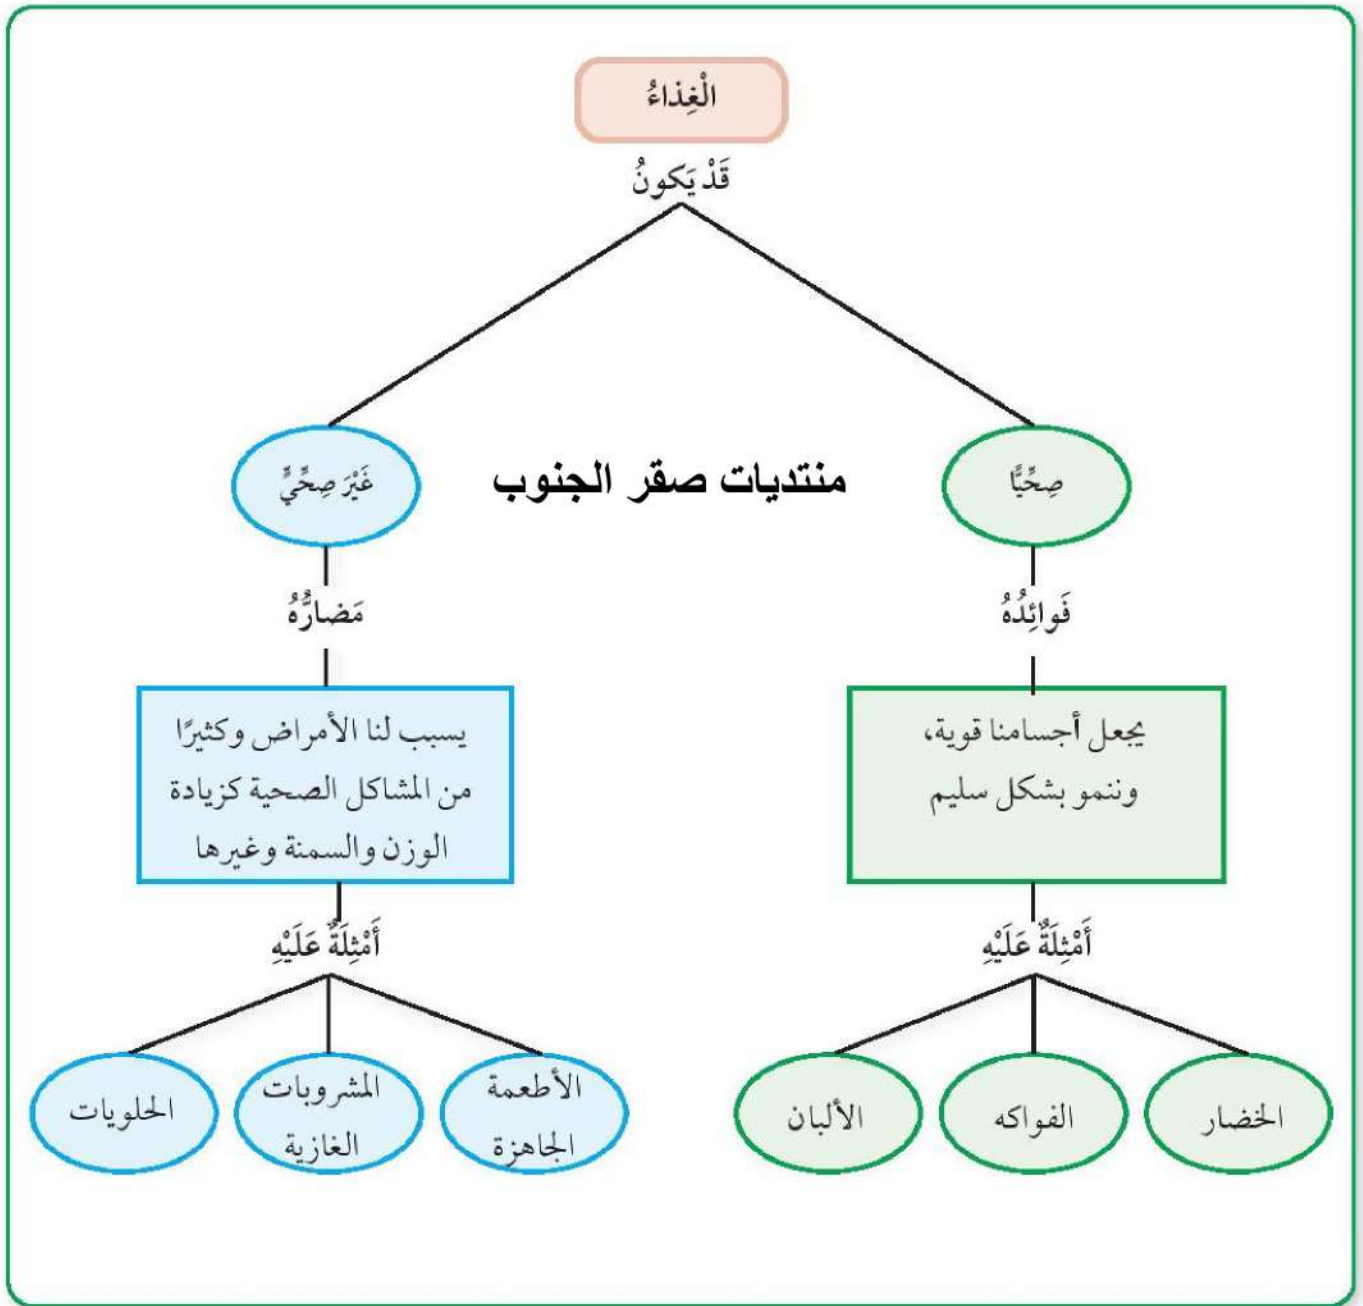 الْغِذاءُ
قَدْ يَكونُ
صِحِّيًّا
منتديات صقر الجنوب
غَيْرَ صِحِّيٍّ
فَوائِدُهُ
مَضارُّهُ
يجعل أجسامنا قوية،
وننمو بشكل سليم
يسبب لنا الأمراض وكثيرًا
من المشاكل الصحية كزيادة
الوزن والسمنة وغيرها
أَمْثِلَةٌ عَلَيْهِ
أَمْثِلَةٌ عَلَيْهِ
الخضار
الفواكه
الألبان
الأطعمة
الجاهزة
المشروبات
الغازية
الحلويات